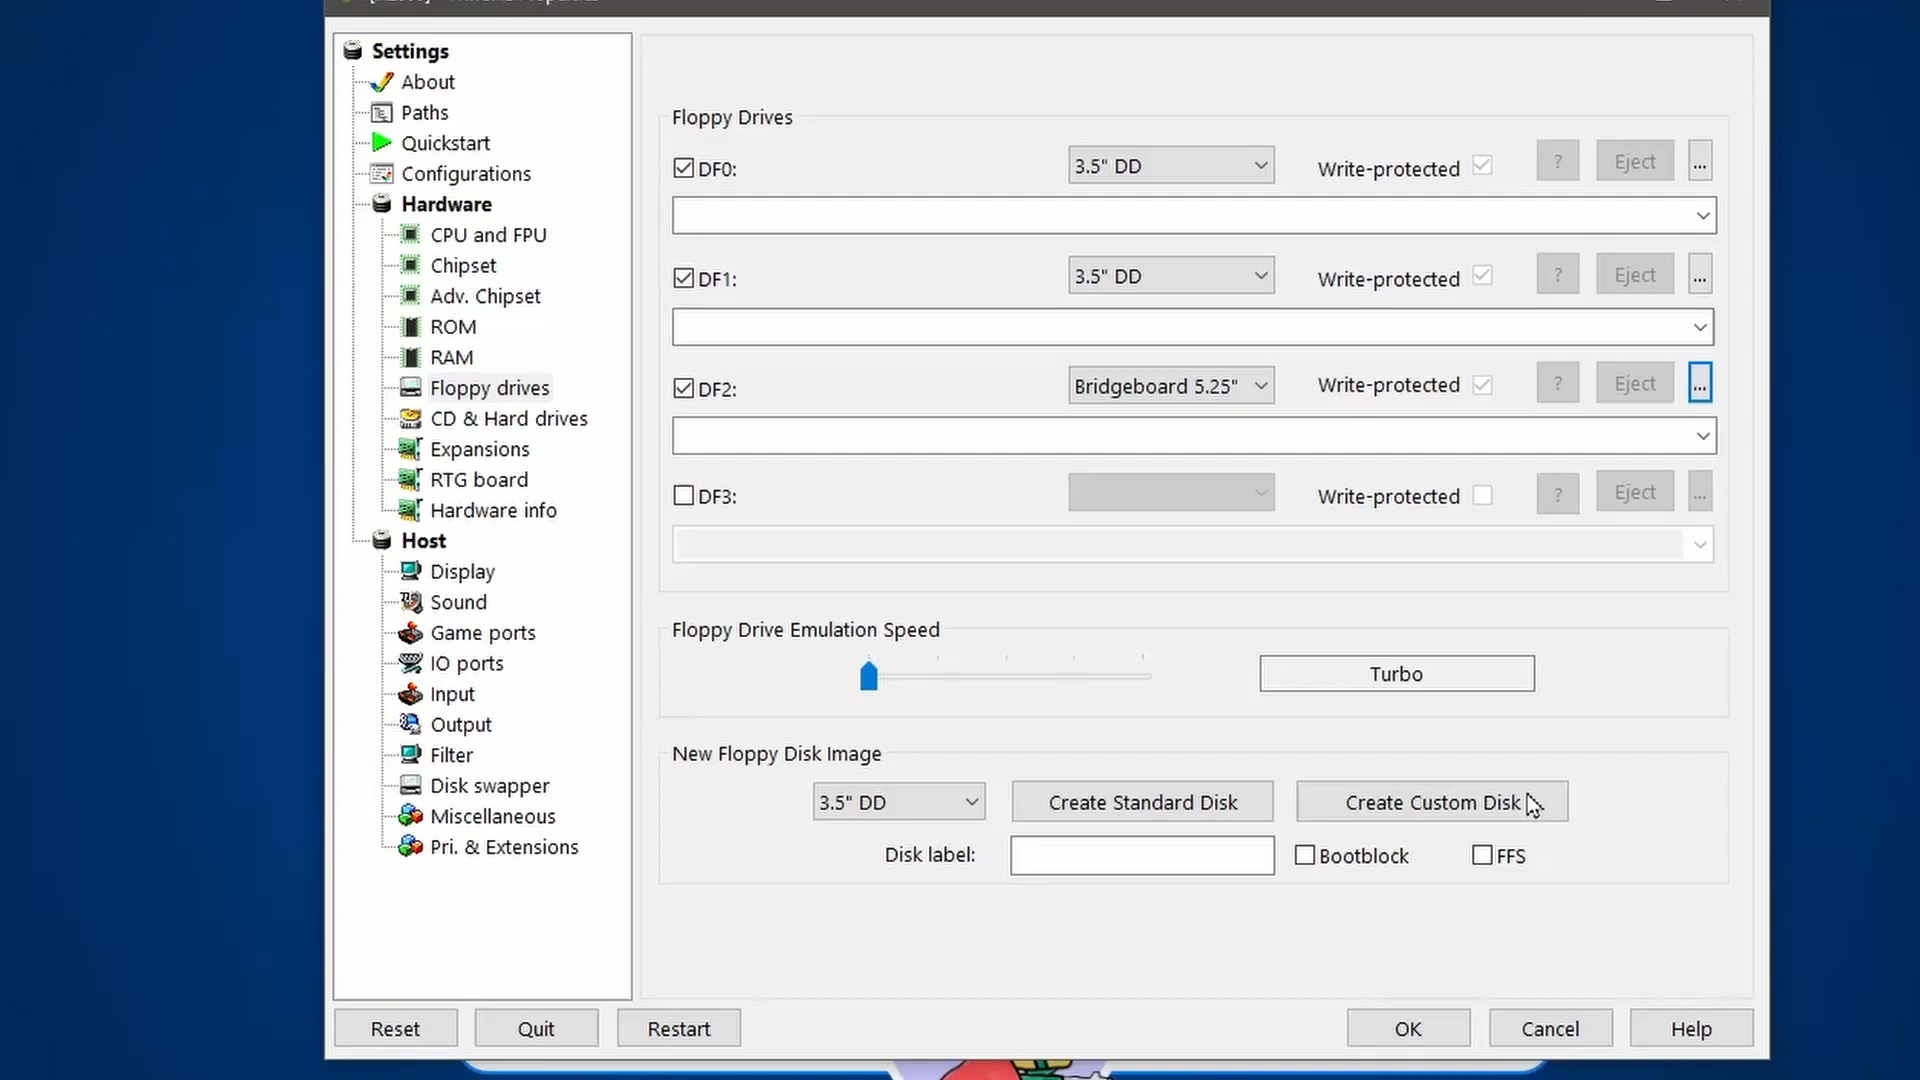 Settings
About
Paths
Quickstart
Configurations
Hardware
CPU and FPU
Chipset
Adv. Chipset
ROM
RAM
Floppy drives
CD & Hard drives
Expansions
RTG board
Hardware info
Host
Display
Sound
Game ports
IO ports
Input
Output
Filter
Disk swapper
Miscellaneous
Pri. & Extensions
Floppy Drives
DF0: 3.5" DD Write-protected ? Eject ...
DF1: 3.5" DD Write-protected ? Eject ...
DF2: Bridgeboard 5.25" Write-protected ? Eject ...
DF3: Write-protected ? Eject ...
Floppy Drive Emulation Speed
Turbo
New Floppy Disk Image
3.5" DD Create Standard Disk Create Custom Disk
Disk label: Bootblock FFS
Reset Quit Restart OK Cancel Help